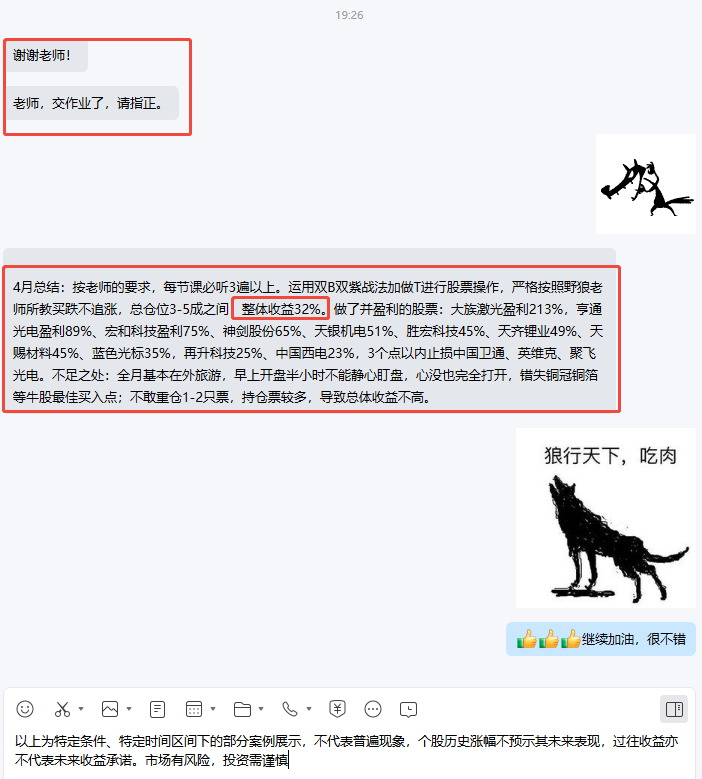 19:26
谢谢老师！
老师，交作业了，请指正。
4月总结：按老师的要求，每节课必听3遍以上。运用双B双紫战法加做T进行股票操作，严格按照野狼老
师所教买跌不追涨，总仓位3-5成之间，整体收益32%。做了并盈利的股票：大族激光盈利213%，亨通
光电盈利89%、宏和科技盈利75%、神剑股份65%、天银机电51%、胜宏科技45%、天齐锂业49%、天
赐材料45%、蓝色光标35%，再升科技25%、中国西电23%，3个点以内止损中国卫通、英维克、聚飞
光电。不足之处：全月基本在外旅游，早上开盘半小时不能静心盯盘，心没也完全打开，错失铜冠铜箔
等牛股最佳买入点；不敢重仓1-2只票，持仓票较多，导致总体收益不高。
狼行天下，吃肉
👍👍👍继续加油，很不错
以上为特定条件、特定时间区间下的部分案例展示，不代表普遍现象，个股历史涨幅不预示其未来表现，过往收益亦
不代表未来收益承诺。市场有风险，投资需谨慎